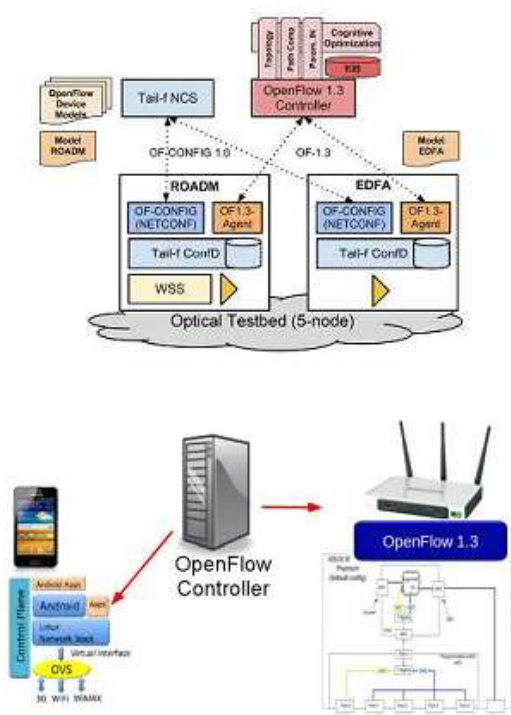 Topology
Path Comp
Param. IN
Cognitive
Optimization
OpenFlow
Device
Models
Tail-f NCS
OpenFlow 1.3
Controller
Model
ROADM
OF-CONFIG 1.0
OF-1.3
Model
EDFA
ROADM
EDFA
OF-CONFIG
(NETCONF)
OF1.3-
Agent
OF-CONFIG
(NETCONF)
OF1.3-
Agent
Tail-f ConfD
Tail-f ConfD
WSS
Optical Testbed (5-node)
OpenFlow
Controller
OpenFlow 1.3
Control Plane
Android Apps
Android
Apps
Linux
Network Stack
Virtual Interface
OVS
3G WiFi WiMAX